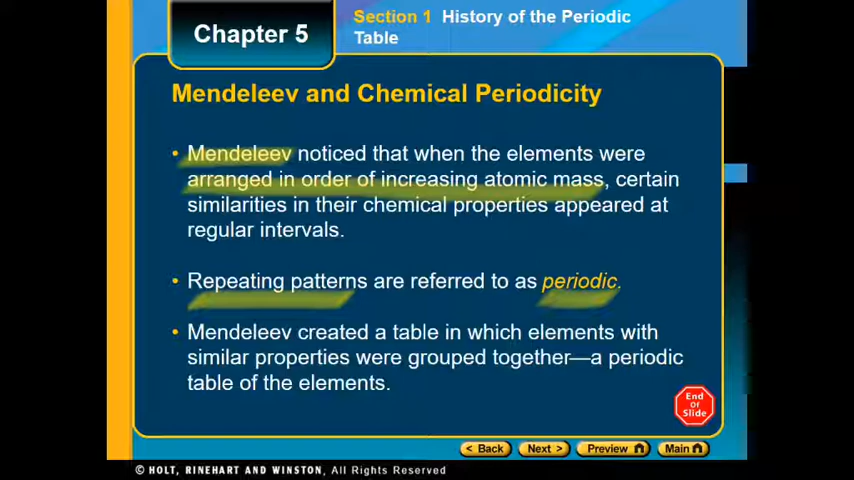 Chapter 5
Section 1 History of the Periodic
Table
Mendeleev and Chemical Periodicity
• Mendeleev noticed that when the elements were
arranged in order of increasing atomic mass, certain
similarities in their chemical properties appeared at
regular intervals.
• Repeating patterns are referred to as periodic.
• Mendeleev created a table in which elements with
similar properties were grouped together—a periodic
table of the elements.
End
Of
Slide
< Back Next > Preview Main
© HOLT, RINEHART AND WINSTON, All Rights Reserved